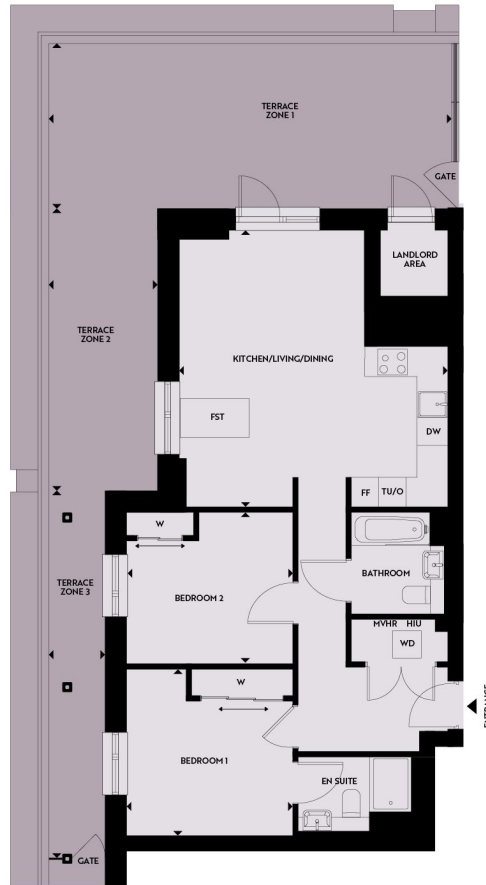 TERRACE
ZONE 1
GATE
LANDLORD
AREA
TERRACE
ZONE 2
KITCHEN/LIVING/DINING
FST
DW
FF TU/O
W
TERRACE
ZONE 3
BATHROOM
BEDROOM 2
MVHR HIU
WD
W
ENTRANCE
BEDROOM 1
EN SUITE
GATE